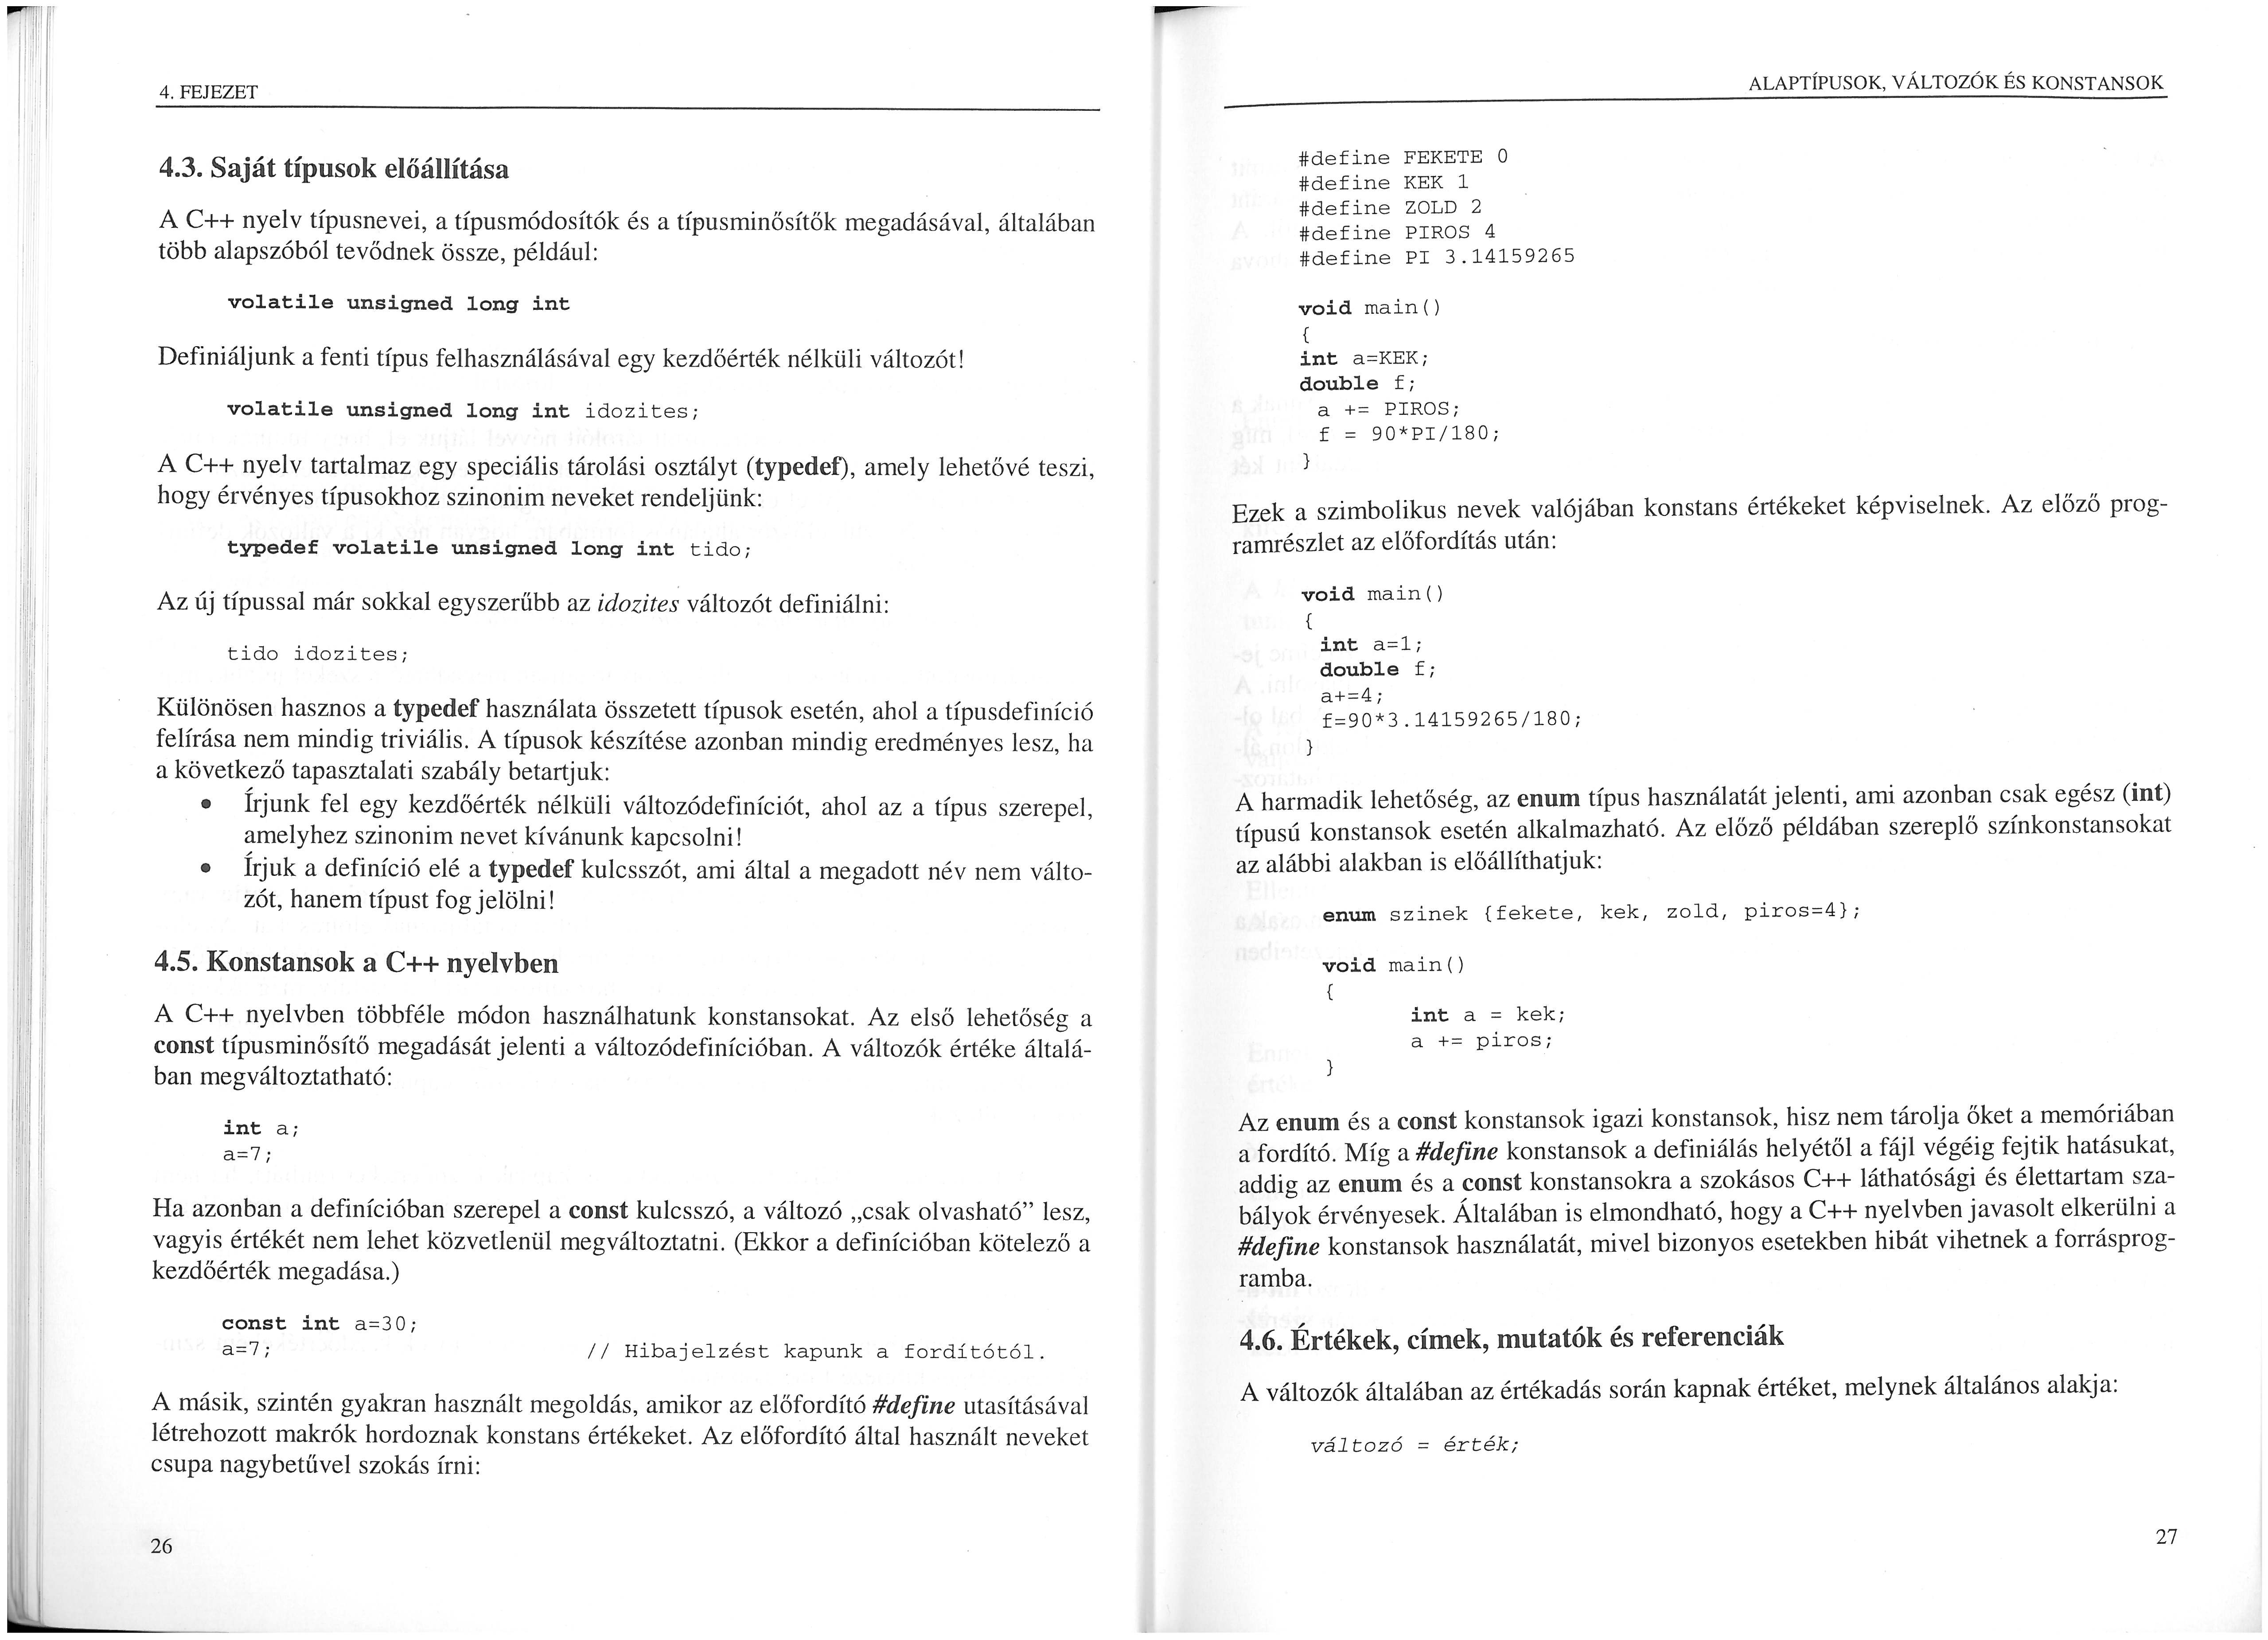 4. FEJEZET
4.3. Saját típusok előállítása
A C++ nyelv típusnevei, a típusmódosítók és a típusminősítők megadásával, általában
több alapszóból tevődnek össze, például:
volatile unsigned long int
Definiáljunk a fenti típus felhasználásával egy kezdőérték nélküli változót!
volatile unsigned long int idozites;
A C++ nyelv tartalmaz egy speciális tárolási osztályt (typedef), amely lehetővé teszi,
hogy érvényes típusokhoz szinonim neveket rendeljünk:
typedef volatile unsigned long int tido;
Az új típussal már sokkal egyszerűbb az idozites változót definiálni:
tido idozites;
Különösen hasznos a typedef használata összetett típusok esetén, ahol a típusdefiníció
felírása nem mindig triviális. A típusok készítése azonban mindig eredményes lesz, ha
a következő tapasztalati szabály betartjuk:
• Írjunk fel egy kezdőérték nélküli változódefiníciót, ahol az a típus szerepel,
amelyhez szinonim nevet kívánunk kapcsolni!
• Írjuk a definíció elé a typedef kulcsszót, ami által a megadott név nem válto-
zót, hanem típust fog jelölni!
4.5. Konstansok a C++ nyelvben
A C++ nyelvben többféle módon használhatunk konstansokat. Az első lehetőség a
const típusminősítő megadását jelenti a változódefinícióban. A változók értéke általá-
ban megváltoztatható:
int a;
a=7;
Ha azonban a definícióban szerepel a const kulcsszó, a változó „csak olvasható” lesz,
vagyis értékét nem lehet közvetlenül megváltoztatni. (Ekkor a definícióban kötelező a
kezdőérték megadása.)
const int a=30;
a=7; // Hibajelzést kapunk a fordítótól.
A másik, szintén gyakran használt megoldás, amikor az előfordító #define utasításával
létrehozott makrók hordoznak konstans értékeket. Az előfordító által használt neveket
csupa nagybetűvel szokás írni:
26
ALAPTÍPUSOK, VÁLTOZÓK ÉS KONSTANSOK
#define FEKETE 0
#define KEK 1
#define ZOLD 2
#define PIROS 4
#define PI 3.14159265
void main()
{
int a=KEK;
double f;
a += PIROS;
f = 90*PI/180;
}
Ezek a szimbolikus nevek valójában konstans értékeket képviselnek. Az előző prog-
ramrészlet az előfordítás után:
void main()
{
int a=1;
double f;
a+=4;
f=90*3.14159265/180;
}
A harmadik lehetőség, az enum típus használatát jelenti, ami azonban csak egész (int)
típusú konstansok esetén alkalmazható. Az előző példában szereplő színkonstansokat
az alábbi alakban is előállíthatjuk:
enum szinek {fekete, kek, zold, piros=4};
void main()
{
int a = kek;
a += piros;
}
Az enum és a const konstansok igazi konstansok, hisz nem tárolja őket a memóriában
a fordító. Míg a #define konstansok a definiálás helyétől a fájl végéig fejtik hatásukat,
addig az enum és a const konstansokra a szokásos C++ láthatósági és élettartam sza-
bályok érvényesek. Általában is elmondható, hogy a C++ nyelvben javasolt elkerülni a
#define konstansok használatát, mivel bizonyos esetekben hibát vihetnek a forrásprog-
ramba.
4.6. Értékek, címek, mutatók és referenciák
A változók általában az értékadás során kapnak értéket, melynek általános alakja:
változó = érték;
27